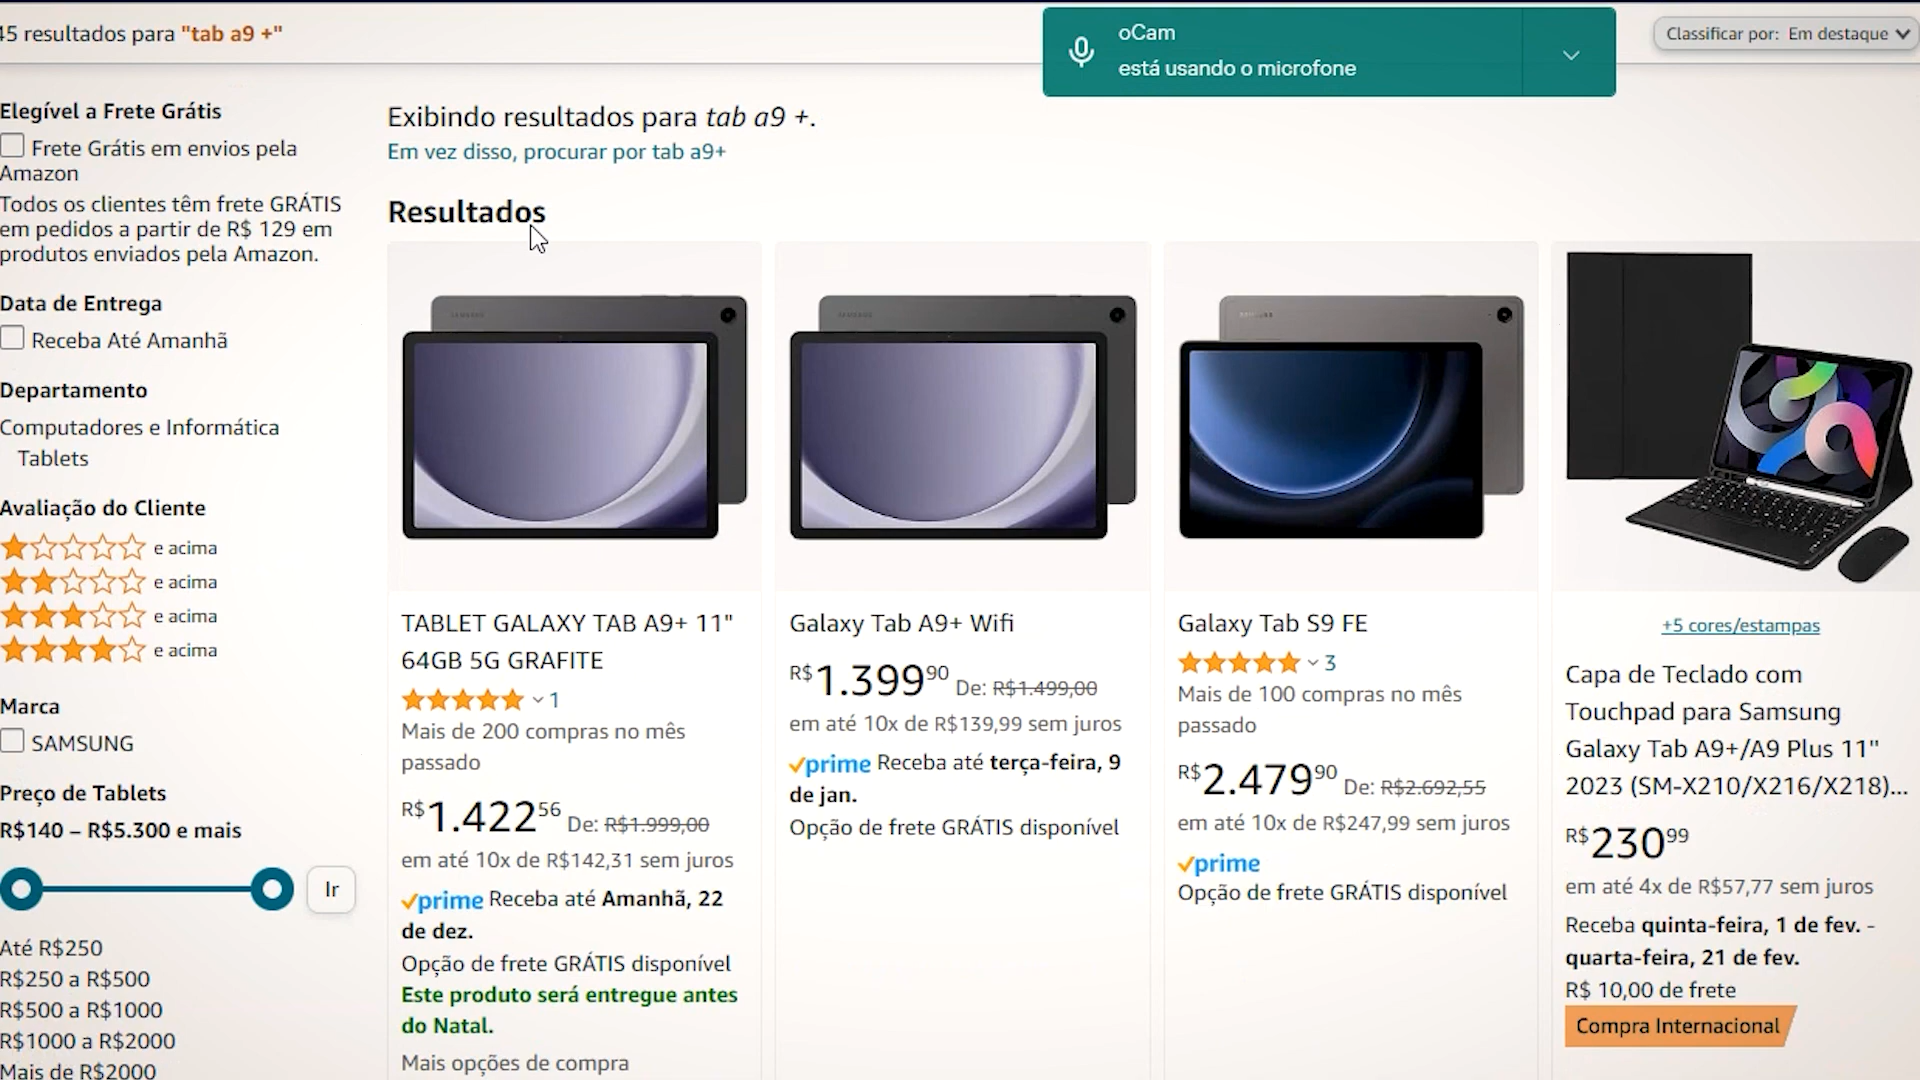 45 resultados para "tab a9 +"
oCam
está usando o microfone
Classificar por: Em destaque
Elegível a Frete Grátis
Frete Grátis em envios pela
Amazon
Todos os clientes têm frete GRÁTIS
em pedidos a partir de R$ 129 em
produtos enviados pela Amazon.
Data de Entrega
Receba Até Amanhã
Departamento
Computadores e Informática
Tablets
Avaliação do Cliente
e acima
e acima
e acima
e acima
Marca
SAMSUNG
Preço de Tablets
R$140 – R$5.300 e mais
Ir
Até R$250
R$250 a R$500
R$500 a R$1000
R$1000 a R$2000
Mais de R$2000
Exibindo resultados para tab a9 +.
Em vez disso, procurar por tab a9+
Resultados
SAMSUNG
TABLET GALAXY TAB A9+ 11"
64GB 5G GRAFITE
1
Mais de 200 compras no mês
passado
R$1.42256 De: R$1.999,00
em até 10x de R$142,31 sem juros
prime Receba até Amanhã, 22
de dez.
Opção de frete GRÁTIS disponível
Este produto será entregue antes
do Natal.
Mais opções de compra
SAMSUNG
Galaxy Tab A9+ Wifi
R$1.39990 De: R$1.499,00
em até 10x de R$139,99 sem juros
prime Receba até terça-feira, 9
de jan.
Opção de frete GRÁTIS disponível
SAMSUNG
Galaxy Tab S9 FE
3
Mais de 100 compras no mês
passado
R$2.47990 De: R$2.692,55
em até 10x de R$247,99 sem juros
prime
Opção de frete GRÁTIS disponível
+5 cores/estampas
Capa de Teclado com
Touchpad para Samsung
Galaxy Tab A9+/A9 Plus 11"
2023 (SM-X210/X216/X218)...
R$23099
em até 4x de R$57,77 sem juros
Receba quinta-feira, 1 de fev. -
quarta-feira, 21 de fev.
R$ 10,00 de frete
Compra Internacional